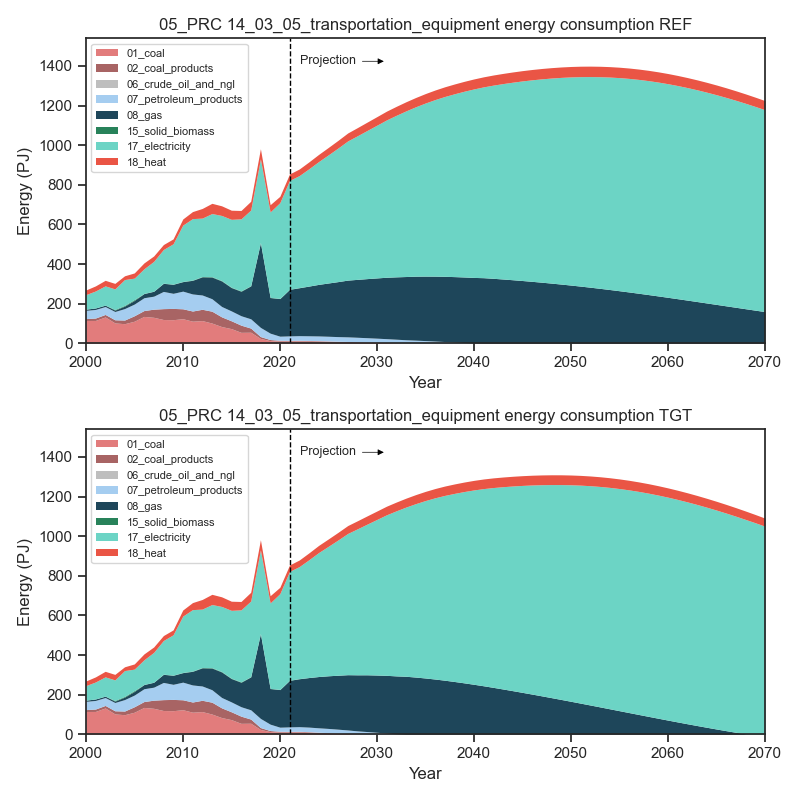 05_PRC 14_03_05_transportation_equipment energy consumption REF
1400
1200
1000
800
600
400
200
0
Energy (PJ)
01_coal
02_coal_products
06_crude_oil_and_ngl
07_petroleum_products
08_gas
15_solid_biomass
17_electricity
18_heat
Projection
2000 2010 2020 2030 2040 2050 2060 2070
Year
05_PRC 14_03_05_transportation_equipment energy consumption TGT
1400
1200
1000
800
600
400
200
0
Energy (PJ)
01_coal
02_coal_products
06_crude_oil_and_ngl
07_petroleum_products
08_gas
15_solid_biomass
17_electricity
18_heat
Projection
2000 2010 2020 2030 2040 2050 2060 2070
Year